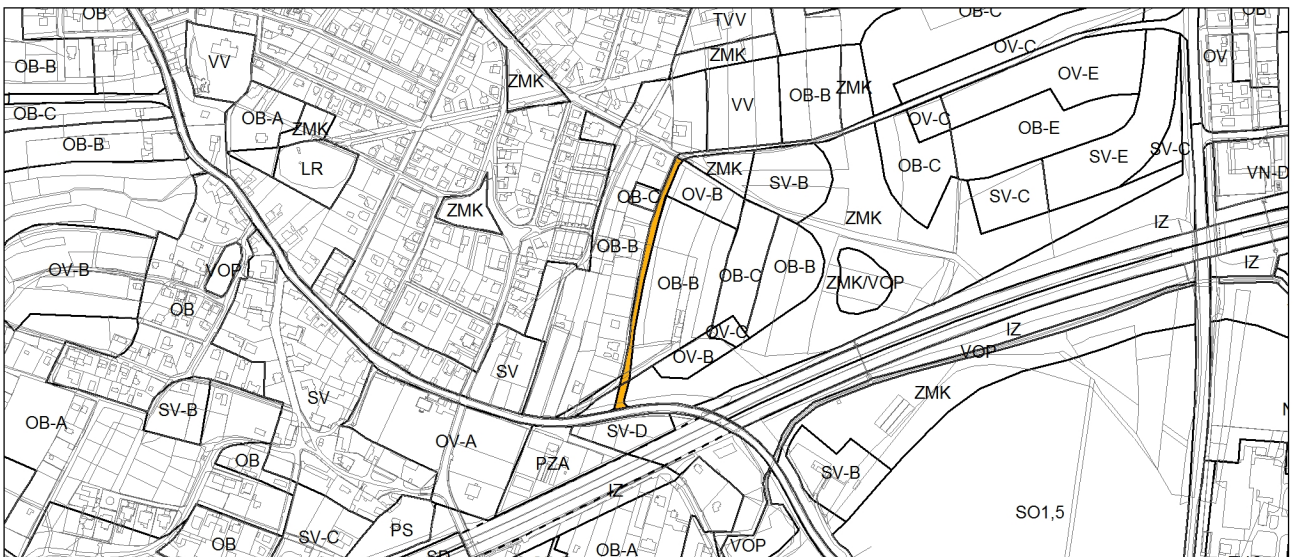 OB
TVV
OB-C
OB
VV
ZMK
OV-C
OV
OB-B
ZMK
OB-B
ZMK
OV-E
VV
OB-C
OB-A
ZMK
OV-C
OB-E
OB-B
LR
ZMK
OB-C
SV-E
SV-C
VN-D
OB-C
OV-B
SV-B
SV-C
ZMK
ZMK
IZ
OB-B
OV-B
VOP
OB-B
OB-C
OB-B
ZMK/VOP
IZ
OB
OV-C
IZ
OV-B
VOP
SV
SV
ZMK
SV-B
OB-A
OV-A
SV-D
OB
PZA
SV-B
IZ
SO1,5
PS
OB
SV-C
OB-A
VOP